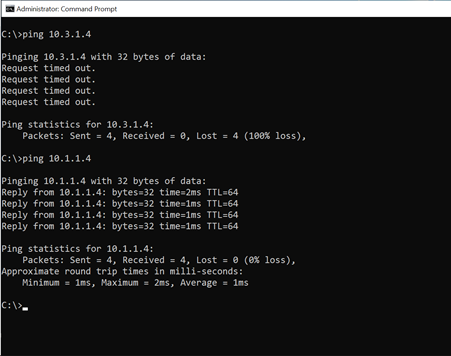 Administrator: Command Prompt
C:\>ping 10.3.1.4
Pinging 10.3.1.4 with 32 bytes of data:
Request timed out.
Request timed out.
Request timed out.
Request timed out.
Ping statistics for 10.3.1.4:
    Packets: Sent = 4, Received = 0, Lost = 4 (100% loss),
C:\>ping 10.1.1.4
Pinging 10.1.1.4 with 32 bytes of data:
Reply from 10.1.1.4: bytes=32 time=2ms TTL=64
Reply from 10.1.1.4: bytes=32 time=1ms TTL=64
Reply from 10.1.1.4: bytes=32 time=1ms TTL=64
Reply from 10.1.1.4: bytes=32 time=1ms TTL=64
Ping statistics for 10.1.1.4:
    Packets: Sent = 4, Received = 4, Lost = 0 (0% loss),
Approximate round trip times in milli-seconds:
    Minimum = 1ms, Maximum = 2ms, Average = 1ms
C:\>